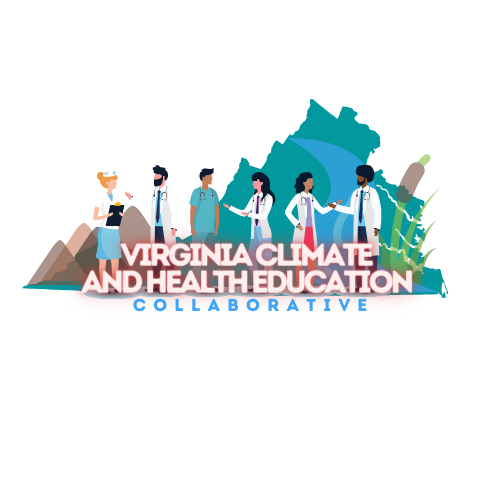 VIRGINIA CLIMATE
AND HEALTH EDUCATION
COLLABORATIVE